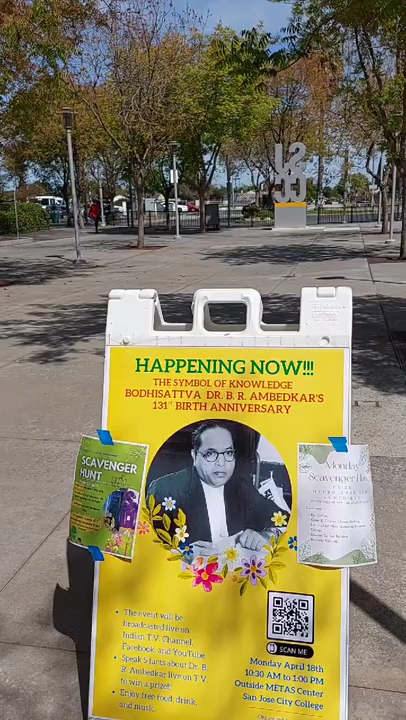 HAPPENING NOW!!!
THE SYMBOL OF KNOWLEDGE
BODHISATTVA DR. B. R. AMBEDKAR'S
131ST BIRTH ANNIVERSARY
SCAVENGER
HUNT
Monday
Scavenger Hunt
• The event will be
broadcasted live on
Indian T.V. Channel,
Facebook, and YouTube.
• Speak 5 facts about Dr. B.
R. Ambedkar live on T.V.
to win a prize!!
• Enjoy free food, drink,
and music.
SCAN ME
Monday April 18th
10:30 AM to 1:00 PM
Outside METAS Center
San Jose City College